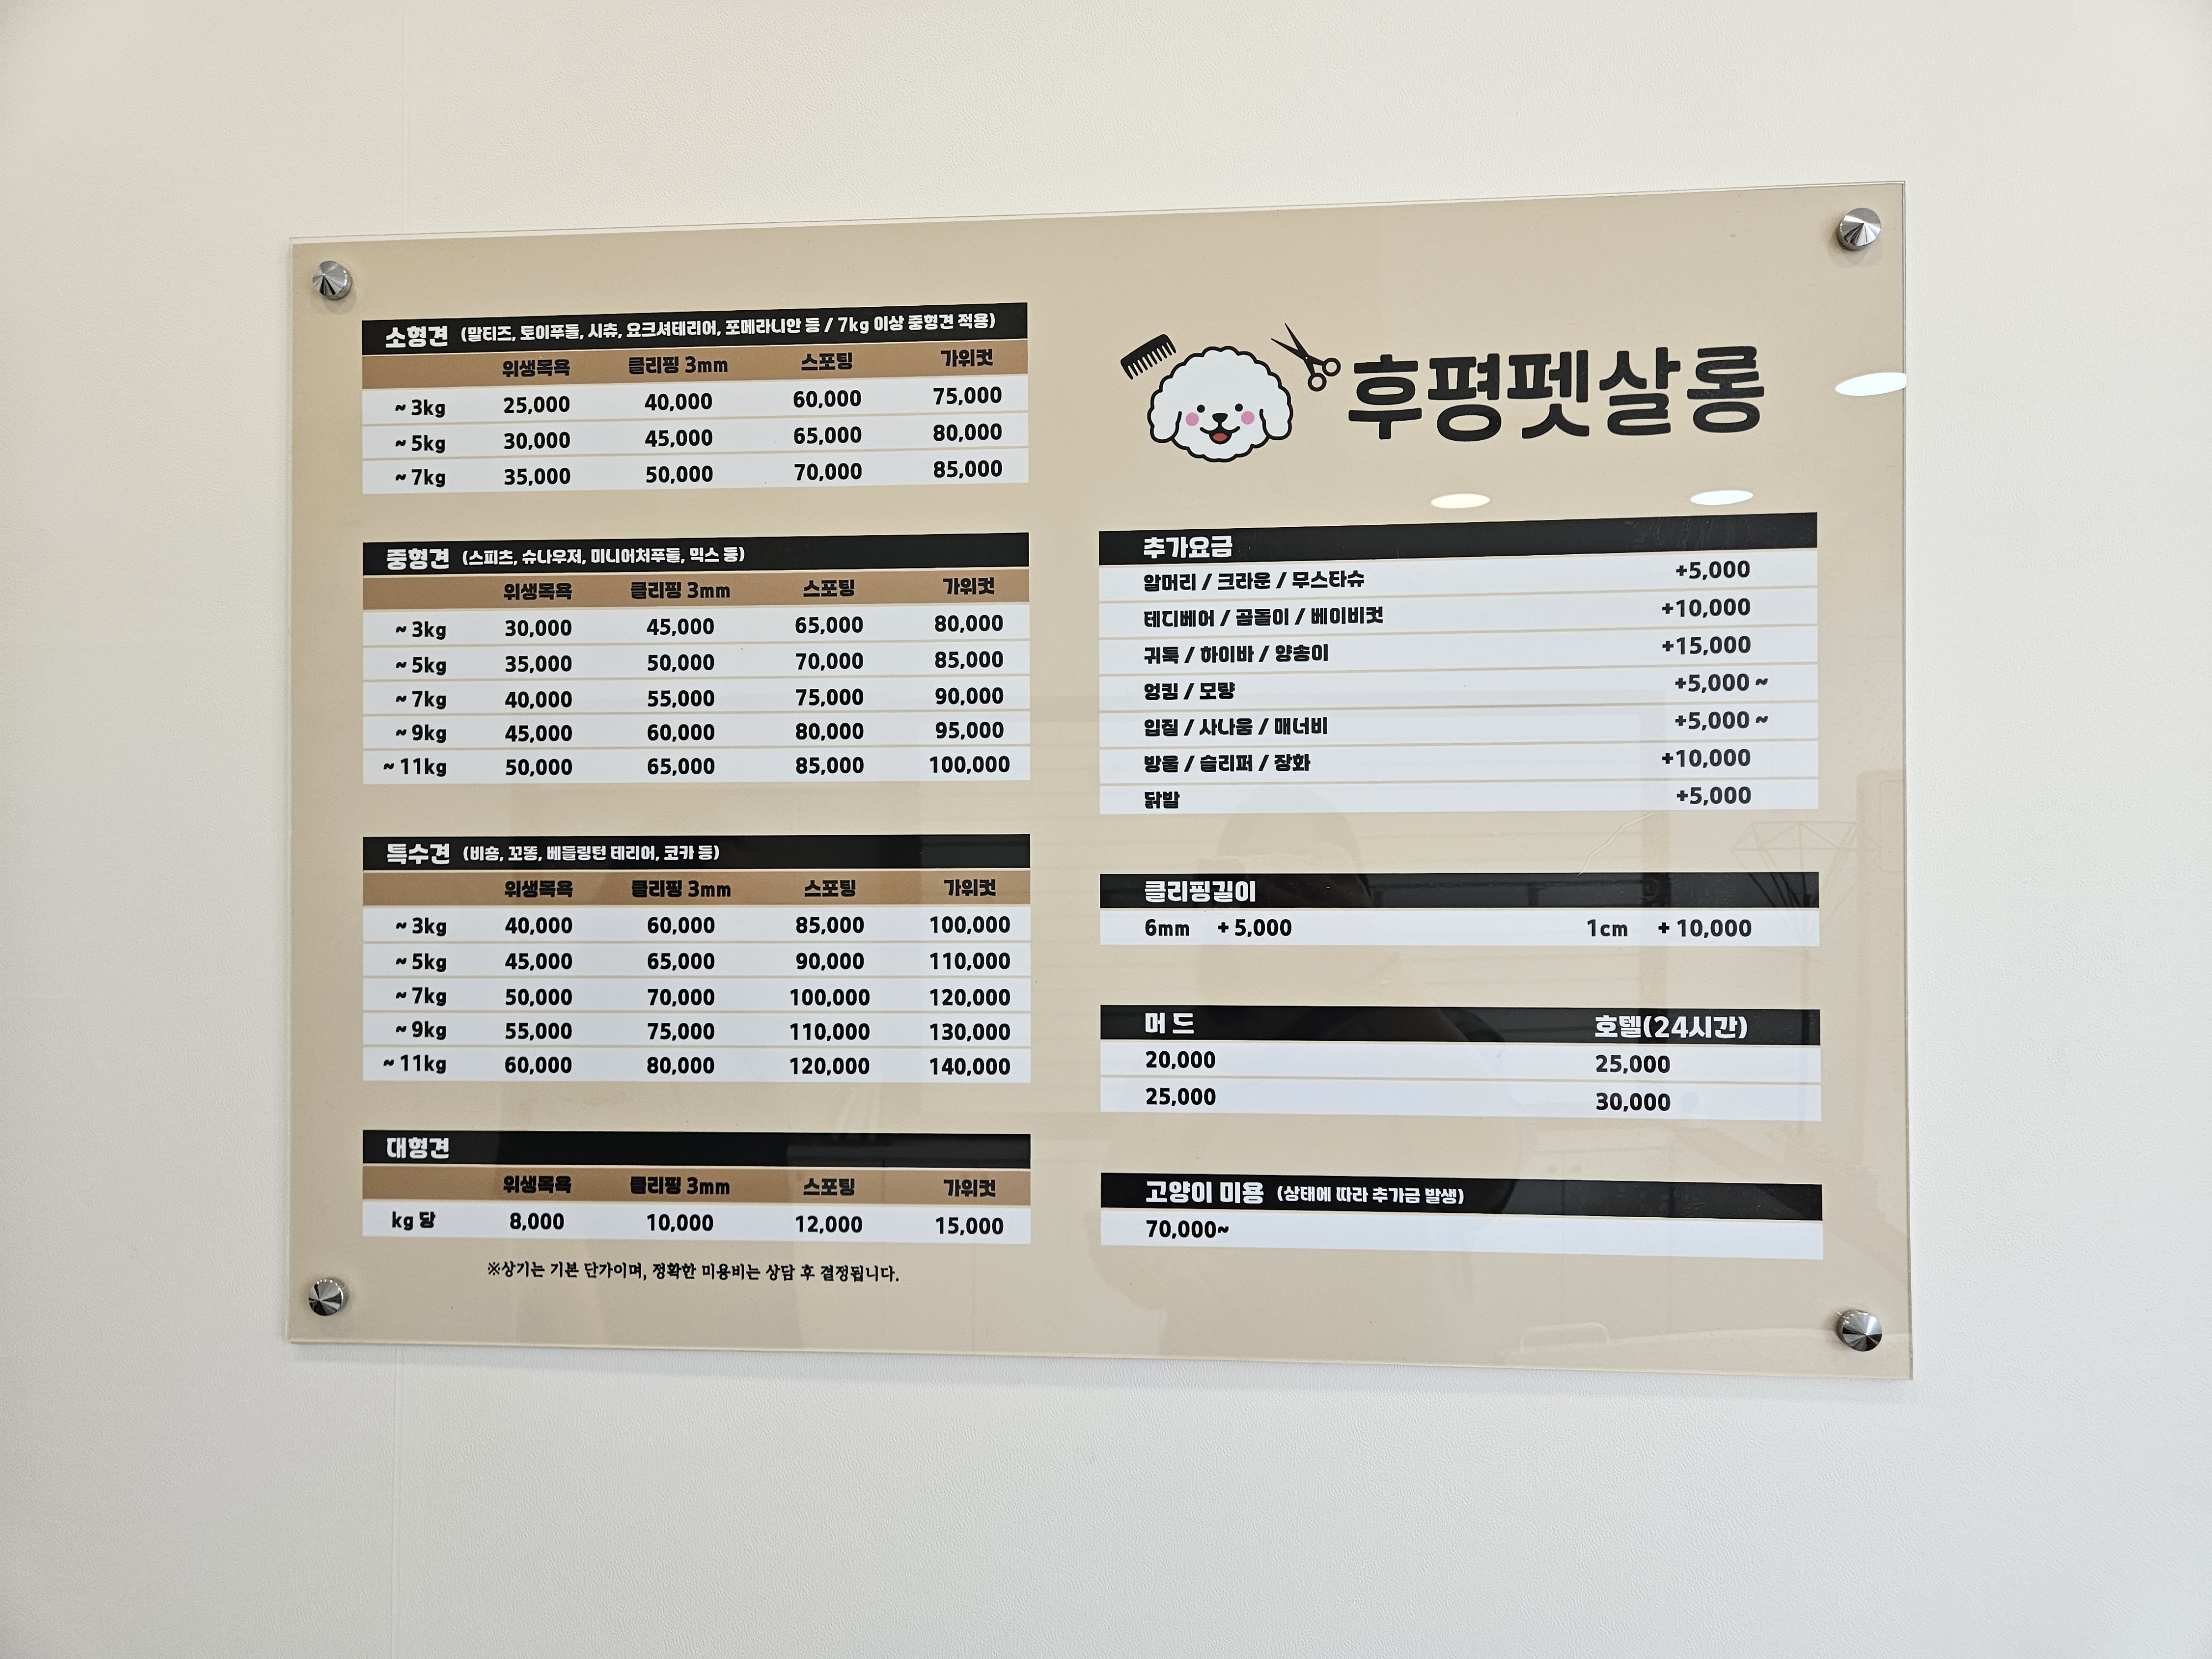 소형견 (말티즈, 토이푸들, 시츄, 요크셔테리어, 포메라니안 등 / 7kg 이상 중형견 적용)
위생목욕 클리핑 3mm 스포팅 가위컷
~ 3kg 25,000 40,000 60,000 75,000
~ 5kg 30,000 45,000 65,000 80,000
~ 7kg 35,000 50,000 70,000 85,000
중형견 (스피츠, 슈나우저, 미니어처푸들, 믹스 등)
위생목욕 클리핑 3mm 스포팅 가위컷
~ 3kg 30,000 45,000 65,000 80,000
~ 5kg 35,000 50,000 70,000 85,000
~ 7kg 40,000 55,000 75,000 90,000
~ 9kg 45,000 60,000 80,000 95,000
~ 11kg 50,000 65,000 85,000 100,000
특수견 (비숑, 꼬똥, 베들링턴 테리어, 코카 등)
위생목욕 클리핑 3mm 스포팅 가위컷
~ 3kg 40,000 60,000 85,000 100,000
~ 5kg 45,000 65,000 90,000 110,000
~ 7kg 50,000 70,000 100,000 120,000
~ 9kg 55,000 75,000 110,000 130,000
~ 11kg 60,000 80,000 120,000 140,000
대형견
위생목욕 클리핑 3mm 스포팅 가위컷
kg 당 8,000 10,000 12,000 15,000
※상기는 기본 단가이며, 정확한 미용비는 상담 후 결정됩니다.
후평펫살롱
추가요금
알머리 / 크라운 / 무스타슈 +5,000
테디베어 / 곰돌이 / 베이비컷 +10,000
귀툭 / 하이바 / 양송이 +15,000
엉킴 / 모량 +5,000 ~
입질 / 사나움 / 매너비 +5,000 ~
방울 / 슬리퍼 / 장화 +10,000
닭발 +5,000
클리핑길이
6mm + 5,000 1cm + 10,000
머 드 호텔(24시간)
20,000 25,000
25,000 30,000
고양이 미용 (상태에 따라 추가금 발생)
70,000~